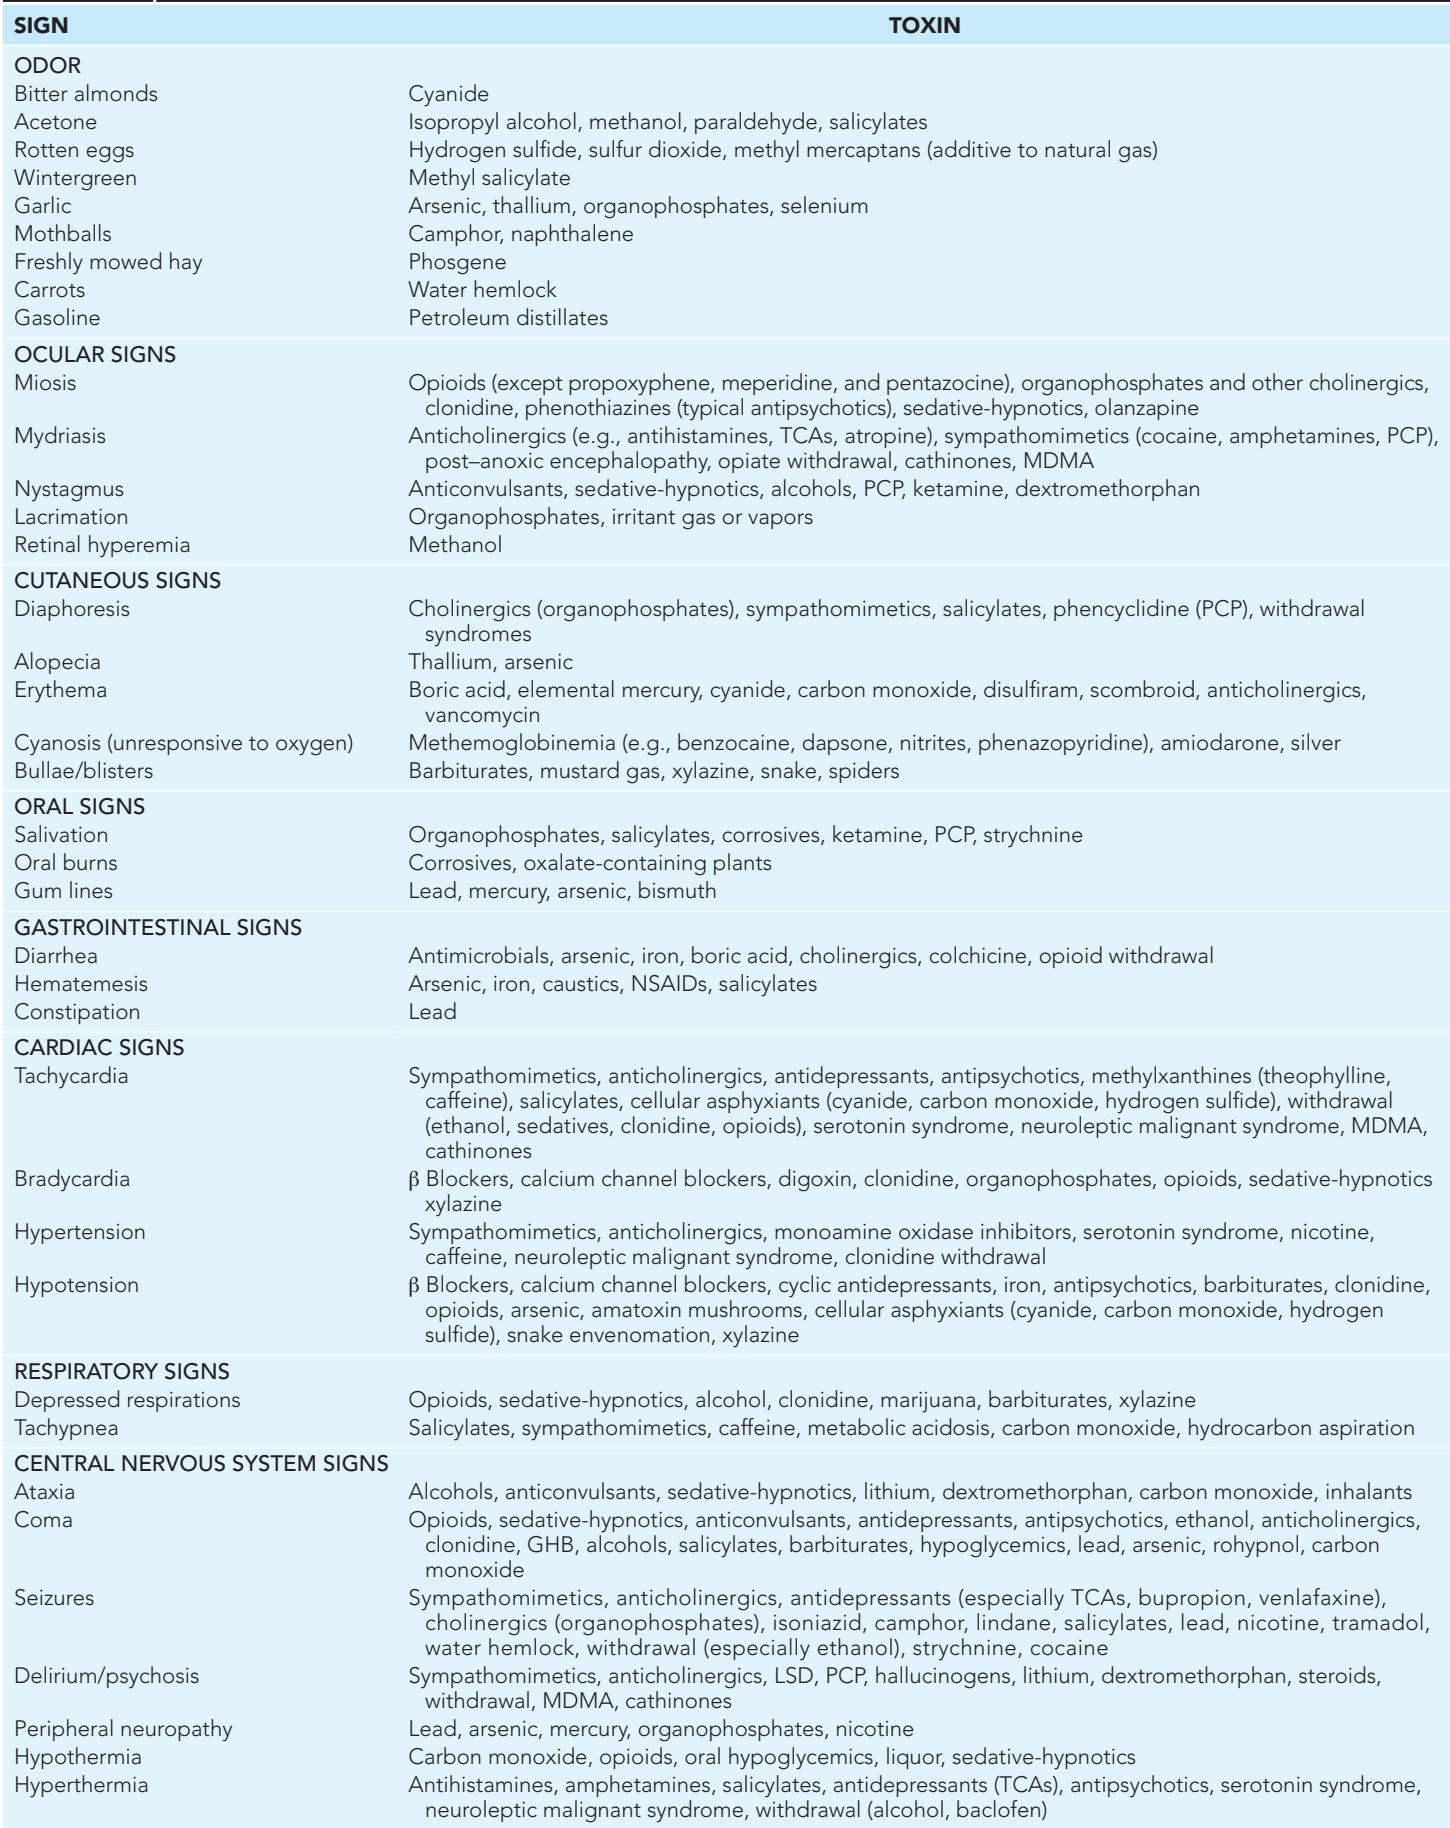 SIGN TOXIN
ODOR
Bitter almonds Cyanide
Acetone Isopropyl alcohol, methanol, paraldehyde, salicylates
Rotten eggs Hydrogen sulfide, sulfur dioxide, methyl mercaptans (additive to natural gas)
Wintergreen Methyl salicylate
Garlic Arsenic, thallium, organophosphates, selenium
Mothballs Camphor, naphthalene
Freshly mowed hay Phosgene
Carrots Water hemlock
Gasoline Petroleum distillates
OCULAR SIGNS
Miosis Opioids (except propoxyphene, meperidine, and pentazocine), organophosphates and other cholinergics,
clonidine, phenothiazines (typical antipsychotics), sedative-hypnotics, olanzapine
Mydriasis Anticholinergics (e.g., antihistamines, TCAs, atropine), sympathomimetics (cocaine, amphetamines, PCP),
post–anoxic encephalopathy, opiate withdrawal, cathinones, MDMA
Nystagmus Anticonvulsants, sedative-hypnotics, alcohols, PCP, ketamine, dextromethorphan
Lacrimation Organophosphates, irritant gas or vapors
Retinal hyperemia Methanol
CUTANEOUS SIGNS
Diaphoresis Cholinergics (organophosphates), sympathomimetics, salicylates, phencyclidine (PCP), withdrawal
syndromes
Alopecia Thallium, arsenic
Erythema Boric acid, elemental mercury, cyanide, carbon monoxide, disulfiram, scombroid, anticholinergics,
vancomycin
Cyanosis (unresponsive to oxygen) Methemoglobinemia (e.g., benzocaine, dapsone, nitrites, phenazopyridine), amiodarone, silver
Bullae/blisters Barbiturates, mustard gas, xylazine, snake, spiders
ORAL SIGNS
Salivation Organophosphates, salicylates, corrosives, ketamine, PCP, strychnine
Oral burns Corrosives, oxalate-containing plants
Gum lines Lead, mercury, arsenic, bismuth
GASTROINTESTINAL SIGNS
Diarrhea Antimicrobials, arsenic, iron, boric acid, cholinergics, colchicine, opioid withdrawal
Hematemesis Arsenic, iron, caustics, NSAIDs, salicylates
Constipation Lead
CARDIAC SIGNS
Tachycardia Sympathomimetics, anticholinergics, antidepressants, antipsychotics, methylxanthines (theophylline,
caffeine), salicylates, cellular asphyxiants (cyanide, carbon monoxide, hydrogen sulfide), withdrawal
(ethanol, sedatives, clonidine, opioids), serotonin syndrome, neuroleptic malignant syndrome, MDMA,
cathinones
Bradycardia β Blockers, calcium channel blockers, digoxin, clonidine, organophosphates, opioids, sedative-hypnotics
xylazine
Hypertension Sympathomimetics, anticholinergics, monoamine oxidase inhibitors, serotonin syndrome, nicotine,
caffeine, neuroleptic malignant syndrome, clonidine withdrawal
Hypotension β Blockers, calcium channel blockers, cyclic antidepressants, iron, antipsychotics, barbiturates, clonidine,
opioids, arsenic, amatoxin mushrooms, cellular asphyxiants (cyanide, carbon monoxide, hydrogen
sulfide), snake envenomation, xylazine
RESPIRATORY SIGNS
Depressed respirations Opioids, sedative-hypnotics, alcohol, clonidine, marijuana, barbiturates, xylazine
Tachypnea Salicylates, sympathomimetics, caffeine, metabolic acidosis, carbon monoxide, hydrocarbon aspiration
CENTRAL NERVOUS SYSTEM SIGNS
Ataxia Alcohols, anticonvulsants, sedative-hypnotics, lithium, dextromethorphan, carbon monoxide, inhalants
Coma Opioids, sedative-hypnotics, anticonvulsants, antidepressants, antipsychotics, ethanol, anticholinergics,
clonidine, GHB, alcohols, salicylates, barbiturates, hypoglycemics, lead, arsenic, rohypnol, carbon
monoxide
Seizures Sympathomimetics, anticholinergics, antidepressants (especially TCAs, bupropion, venlafaxine),
cholinergics (organophosphates), isoniazid, camphor, lindane, salicylates, lead, nicotine, tramadol,
water hemlock, withdrawal (especially ethanol), strychnine, cocaine
Delirium/psychosis Sympathomimetics, anticholinergics, LSD, PCP, hallucinogens, lithium, dextromethorphan, steroids,
withdrawal, MDMA, cathinones
Peripheral neuropathy Lead, arsenic, mercury, organophosphates, nicotine
Hypothermia Carbon monoxide, opioids, oral hypoglycemics, liquor, sedative-hypnotics
Hyperthermia Antihistamines, amphetamines, salicylates, antidepressants (TCAs), antipsychotics, serotonin syndrome,
neuroleptic malignant syndrome, withdrawal (alcohol, baclofen)